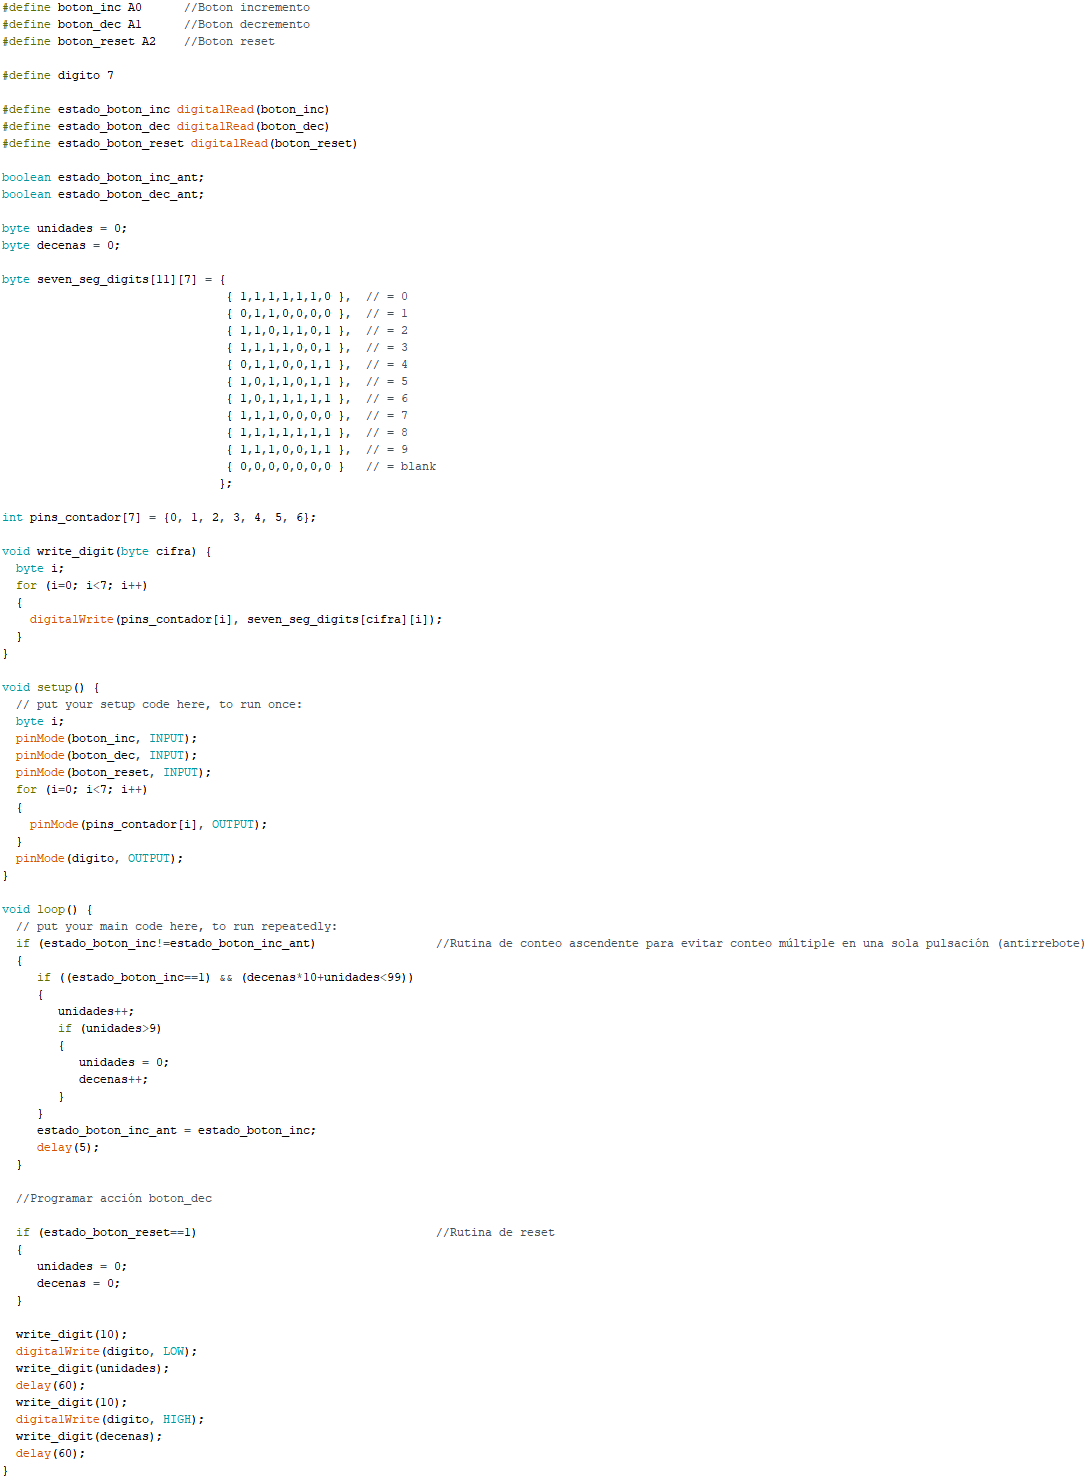 #define boton_inc A0      //Boton incremento
#define boton_dec A1      //Boton decremento
#define boton_reset A2    //Boton reset

#define digito 7

#define estado_boton_inc digitalRead(boton_inc)
#define estado_boton_dec digitalRead(boton_dec)
#define estado_boton_reset digitalRead(boton_reset)

boolean estado_boton_inc_ant;
boolean estado_boton_dec_ant;

byte unidades = 0;
byte decenas = 0;

byte seven_seg_digits[11][7] = {
                                { 1,1,1,1,1,1,0 },  // = 0
                                { 0,1,1,0,0,0,0 },  // = 1
                                { 1,1,0,1,1,0,1 },  // = 2
                                { 1,1,1,1,0,0,1 },  // = 3
                                { 0,1,1,0,0,1,1 },  // = 4
                                { 1,0,1,1,0,1,1 },  // = 5
                                { 1,0,1,1,1,1,1 },  // = 6
                                { 1,1,1,0,0,0,0 },  // = 7
                                { 1,1,1,1,1,1,1 },  // = 8
                                { 1,1,1,0,0,1,1 },  // = 9
                                { 0,0,0,0,0,0,0 }   // = blank
                               };

int pins_contador[7] = {0, 1, 2, 3, 4, 5, 6};

void write_digit(byte cifra) {
  byte i;
  for (i=0; i<7; i++)
  {
    digitalWrite(pins_contador[i], seven_seg_digits[cifra][i]);
  }
}

void setup() {
  // put your setup code here, to run once:
  byte i;
  pinMode(boton_inc, INPUT);
  pinMode(boton_dec, INPUT);
  pinMode(boton_reset, INPUT);
  for (i=0; i<7; i++)
  {
    pinMode(pins_contador[i], OUTPUT);
  }
  pinMode(digito, OUTPUT);
}

void loop() {
  // put your main code here, to run repeatedly:
  if (estado_boton_inc!=estado_boton_inc_ant)                 //Rutina de conteo ascendente para evitar conteo múltiple en una sola pulsación (antirrebote)
  {
     if ((estado_boton_inc==1) && (decenas*10+unidades<99))
     {
        unidades++;
        if (unidades>9)
        {
           unidades = 0;
           decenas++;
        }
     }
     estado_boton_inc_ant = estado_boton_inc;
     delay(5);
  }

  //Programar acción boton_dec

  if (estado_boton_reset==1)                                  //Rutina de reset
  {
     unidades = 0;
     decenas = 0;
  }

  write_digit(10);
  digitalWrite(digito, LOW);
  write_digit(unidades);
  delay(60);
  write_digit(10);
  digitalWrite(digito, HIGH);
  write_digit(decenas);
  delay(60);
}